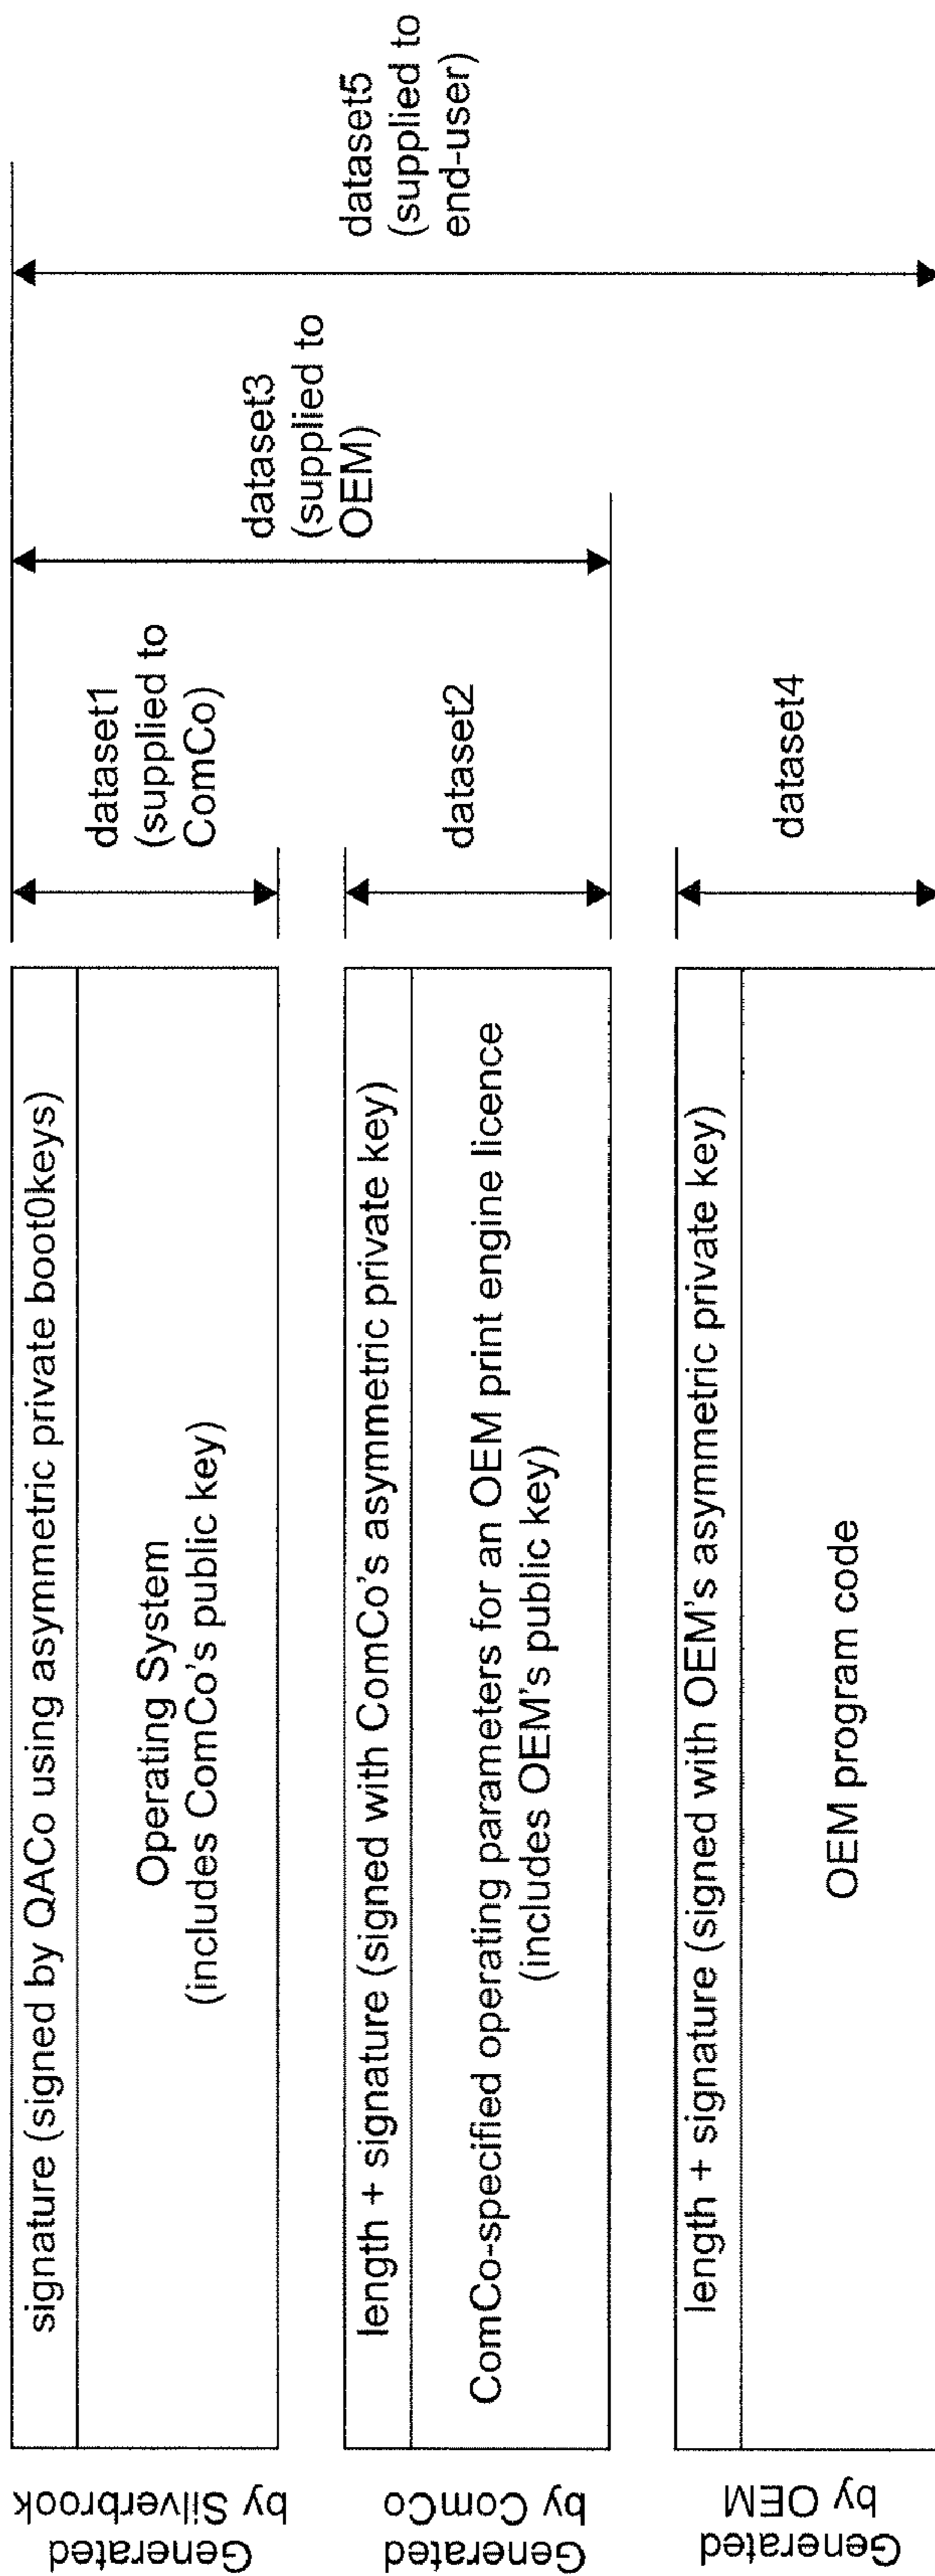 Generated
by Silverbrook
signature (signed by QACo using asymmetric private boot0keys)
Operating System
(includes ComCo's public key)
dataset1
(supplied to
ComCo)
dataset3
(supplied to
OEM)
dataset5
(supplied to
end-user)
Generated
by ComCo
length + signature (signed with ComCo's asymmetric private key)
ComCo-specified operating parameters for an OEM print engine licence
(includes OEM's public key)
dataset2
Generated
by OEM
length + signature (signed with OEM's asymmetric private key)
OEM program code
dataset4